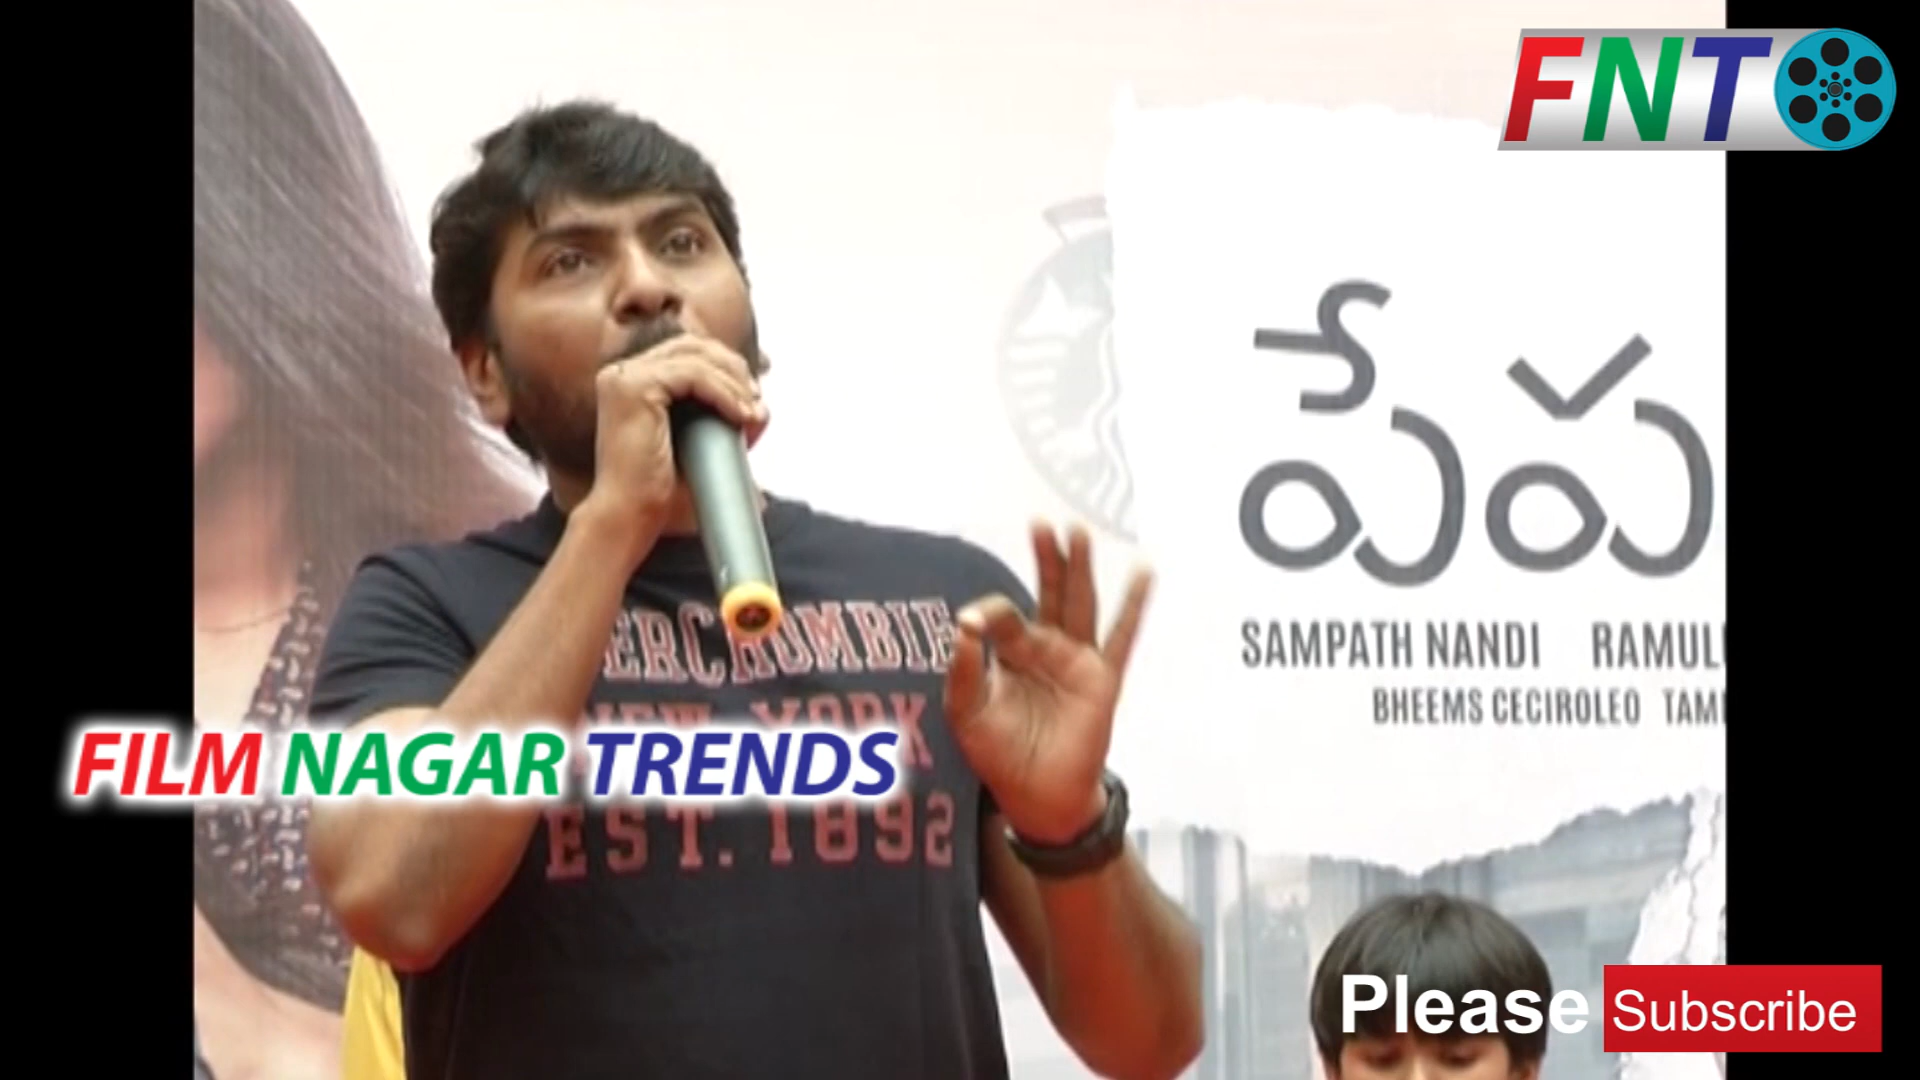 FNT
పేప
SAMPATH NANDI RAMUL
BHEEMS CECIROLEO TAM
ERCROMBIE
NEW YORK
FILM NAGAR TRENDS
EST. 1892
Please Subscribe